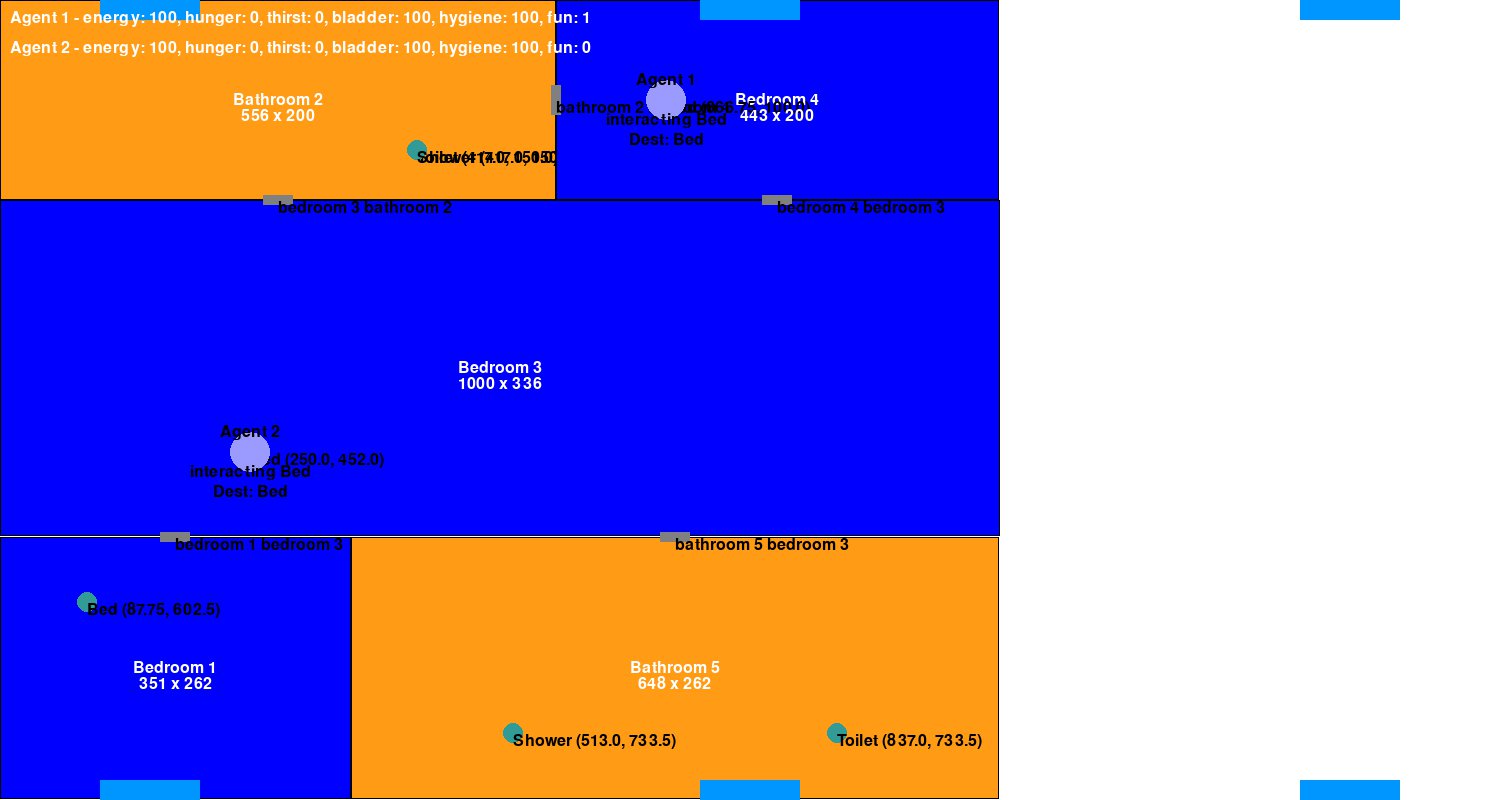 Agent 1 - energy: 100, hunger: 0, thirst: 0, bladder: 100, hygiene: 100, fun: 1
Agent 2 - energy: 100, hunger: 0, thirst: 0, bladder: 100, hygiene: 100, fun: 0
Agent 1
Bathroom 2
556 x 200
Bedroom 4
443 x 200
bathroom 2
interacting Bed
Dest: Bed
bedroom 3 bathroom 2
bedroom 4 bedroom 3
Bedroom 3
1000 x 336
Agent 2
(250.0, 452.0)
interacting Bed
Dest: Bed
bedroom 1 bedroom 3
bathroom 5 bedroom 3
Bed (87.75, 602.5)
Bedroom 1
351 x 262
Bathroom 5
648 x 262
Shower (513.0, 733.5)
Toilet (837.0, 733.5)